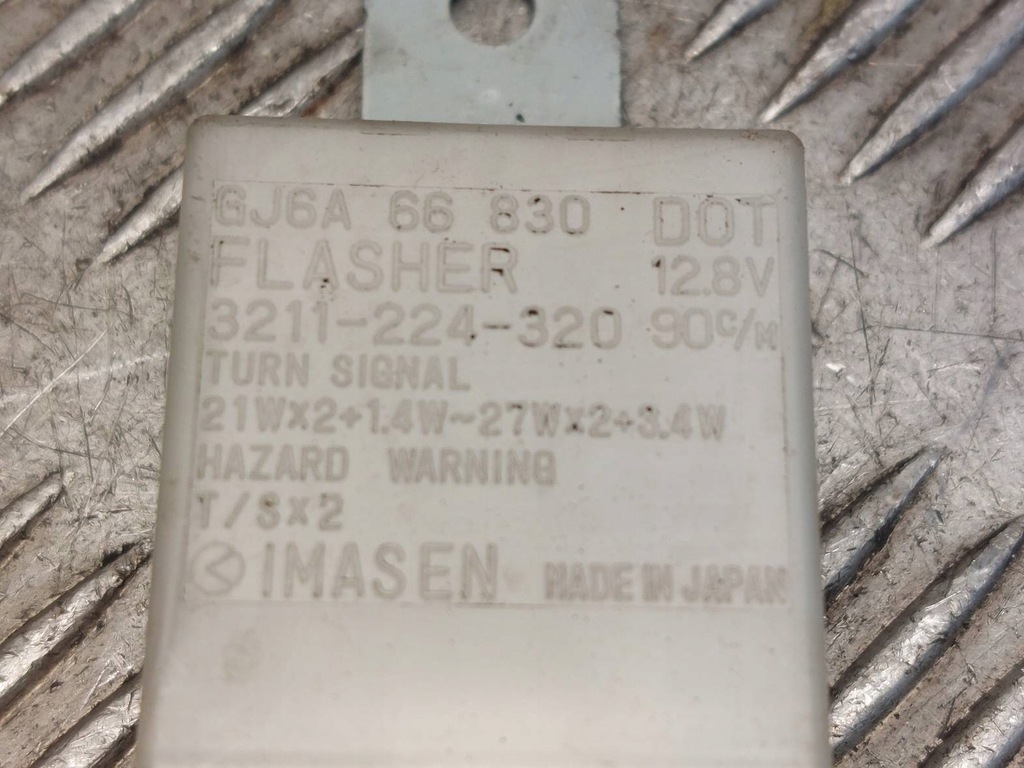 GJ6A 66 830 DOT
FLASHER 12.8V
3211-224-320 90c/M
TURN SIGNAL
21W×2+1.4W~27W×2+3.4W
HAZARD WARNING
T/S×2
IMASEN MADE IN JAPAN